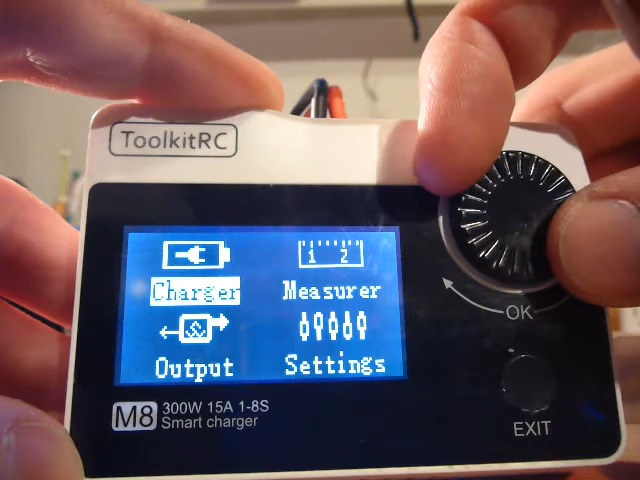 ToolkitRC
1 2
Charger Measurer
Output Settings
OK
M8 300W 15A 1-8S
Smart charger
EXIT